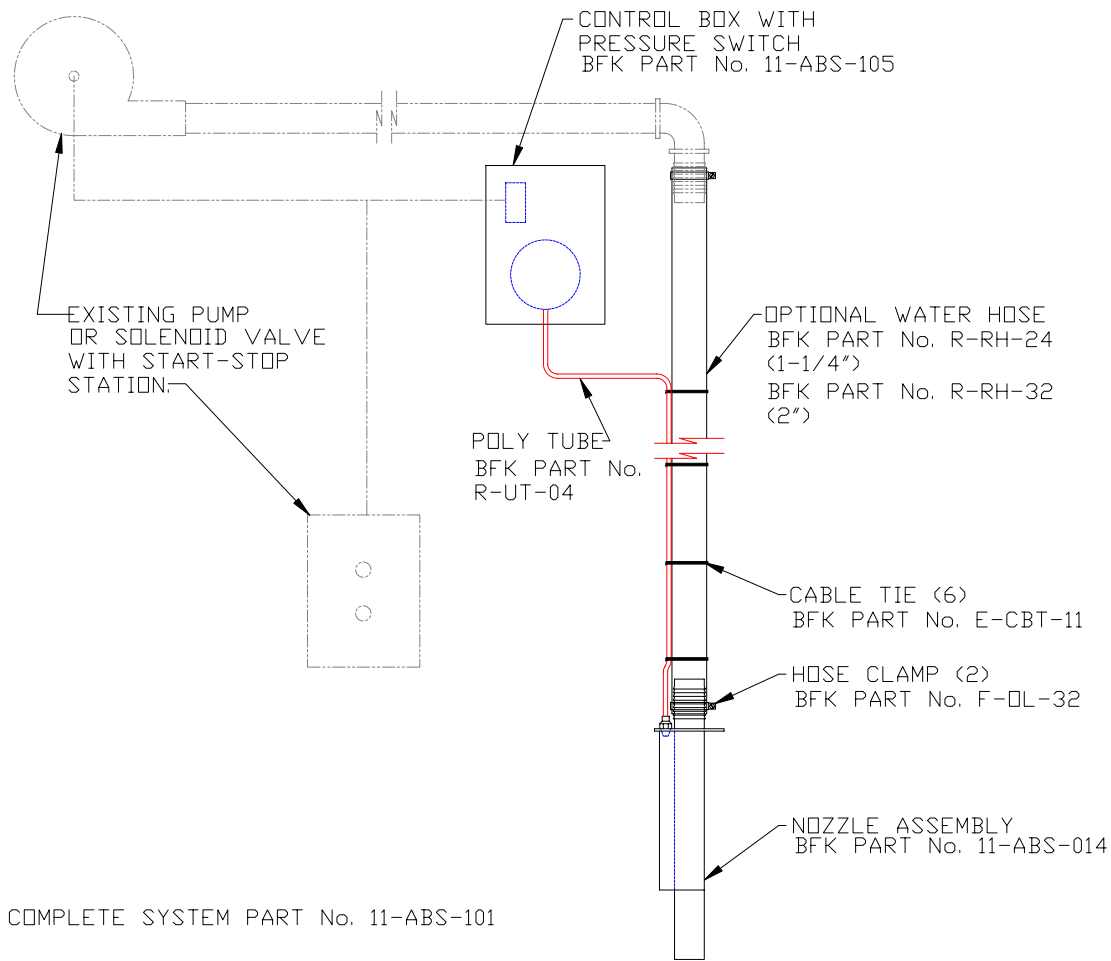 CONTROL BOX WITH
PRESSURE SWITCH
BFK PART No. 11-ABS-105
EXISTING PUMP
OR SOLENOID VALVE
WITH START-STOP
STATION.
OPTIONAL WATER HOSE
BFK PART No. R-RH-24
(1-1/4")
BFK PART No. R-RH-32
(2")
POLY TUBE
BFK PART No.
R-UT-04
CABLE TIE (6)
BFK PART No. E-CBT-11
HOSE CLAMP (2)
BFK PART No. F-OL-32
NOZZLE ASSEMBLY
BFK PART No. 11-ABS-014
COMPLETE SYSTEM PART No. 11-ABS-101